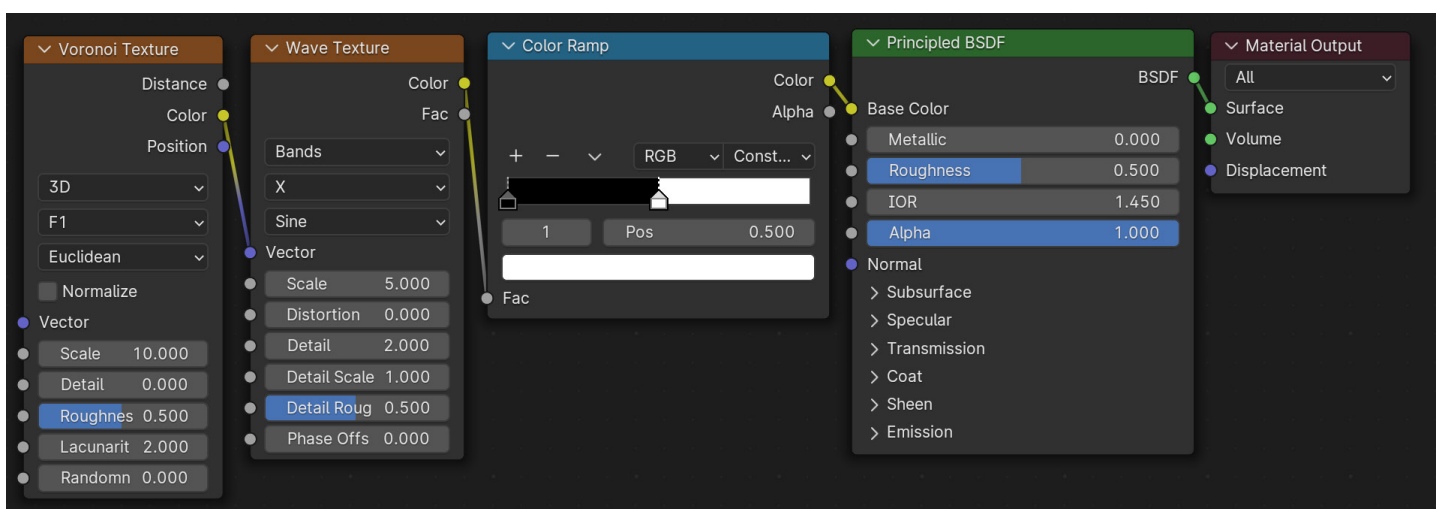 Voronoi Texture
Distance
Color
Position
3D
F1
Euclidean
Normalize
Vector
Scale 10.000
Detail 0.000
Roughnes 0.500
Lacunarit 2.000
Randomn 0.000
Wave Texture
Color
Fac
Bands
X
Sine
Vector
Scale 5.000
Distortion 0.000
Detail 2.000
Detail Scale 1.000
Detail Roug 0.500
Phase Offs 0.000
Color Ramp
Color
Alpha
+ − RGB Const...
1 Pos 0.500
Fac
Principled BSDF
BSDF
Base Color
Metallic 0.000
Roughness 0.500
IOR 1.450
Alpha 1.000
Normal
Subsurface
Specular
Transmission
Coat
Sheen
Emission
Material Output
All
Surface
Volume
Displacement